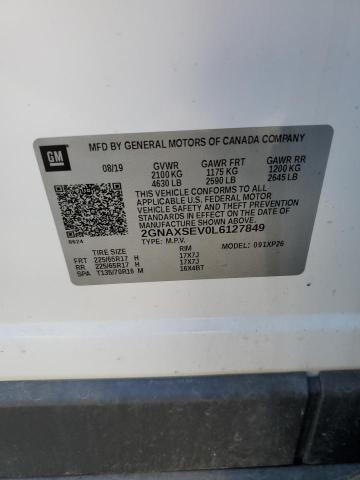 GM
MFD BY GENERAL MOTORS OF CANADA COMPANY
08/19 GVWR GAWR FRT GAWR RR
2100 KG 1175 KG 1200 KG
4630 LB 2590 LB 2645 LB
THIS VEHICLE CONFORMS TO ALL
APPLICABLE U.S. FEDERAL MOTOR
VEHICLE SAFETY AND THEFT PREVENTION
STANDARDS IN EFFECT ON THE DATE OF
MANUFACTURE SHOWN ABOVE.
2GNAXSEV0L6127849
TYPE: M.P.V. MODEL: 091XP26
TIRE SIZE RIM
FRT 225/65R17 H 17X7J
RR 225/65R17 H 17X7J
SPA T135/70R16 M 16X4BT